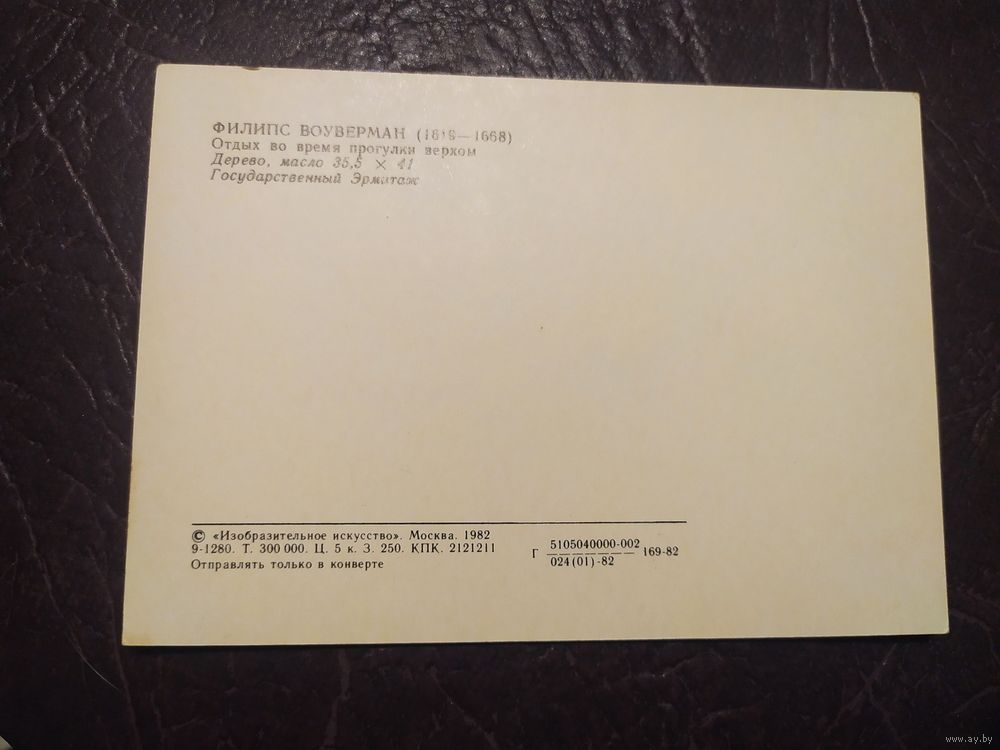 ФИЛИПС ВОУВЕРМАН (1619—1668)
Отдых во время прогулки верхом
Дерево, масло 35,5 × 41
Государственный Эрмитаж
© «Изобразительное искусство». Москва. 1982
9-1280. Т. 300 000. Ц. 5 к. З. 250. КПК. 2121211
Отправлять только в конверте
Г 5105040000-002 169-82
024(01)-82
www.ay.by